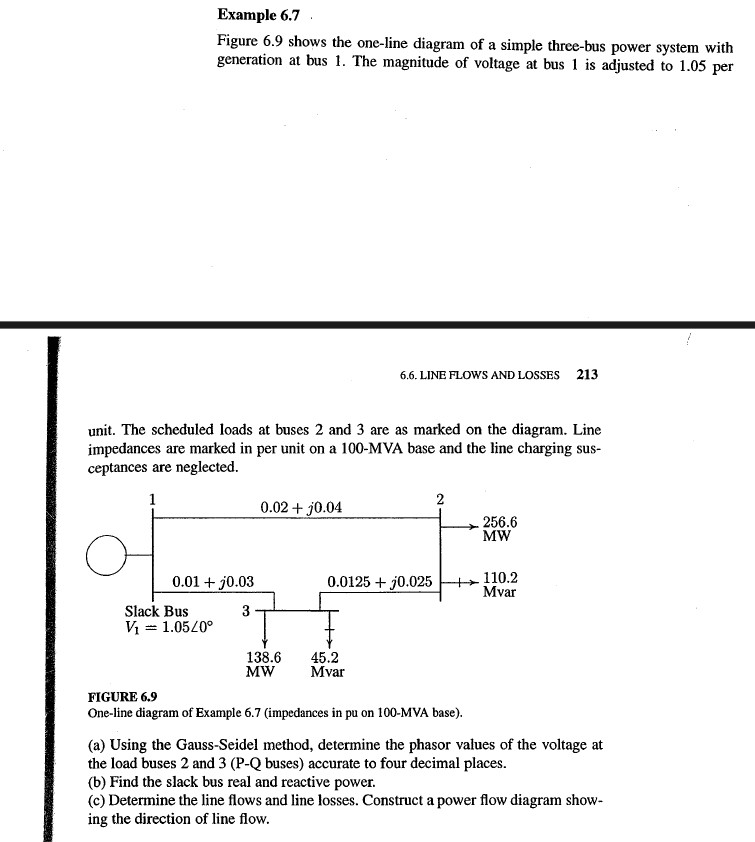 Example 6.7
Figure 6.9 shows the one-line diagram of a simple three-bus power system with
generation at bus 1. The magnitude of voltage at bus 1 is adjusted to 1.05 per
6.6. LINE FLOWS AND LOSSES 213
unit. The scheduled loads at buses 2 and 3 are as marked on the diagram. Line
impedances are marked in per unit on a 100-MVA base and the line charging sus-
ceptances are neglected.
1
0.02 + j0.04
2
256.6
MW
0.01 + j0.03
0.0125 + j0.025
110.2
Mvar
Slack Bus
V₁ = 1.05∠0°
3
138.6
MW
45.2
Mvar
FIGURE 6.9
One-line diagram of Example 6.7 (impedances in pu on 100-MVA base).
(a) Using the Gauss-Seidel method, determine the phasor values of the voltage at
the load buses 2 and 3 (P-Q buses) accurate to four decimal places.
(b) Find the slack bus real and reactive power.
(c) Determine the line flows and line losses. Construct a power flow diagram show-
ing the direction of line flow.